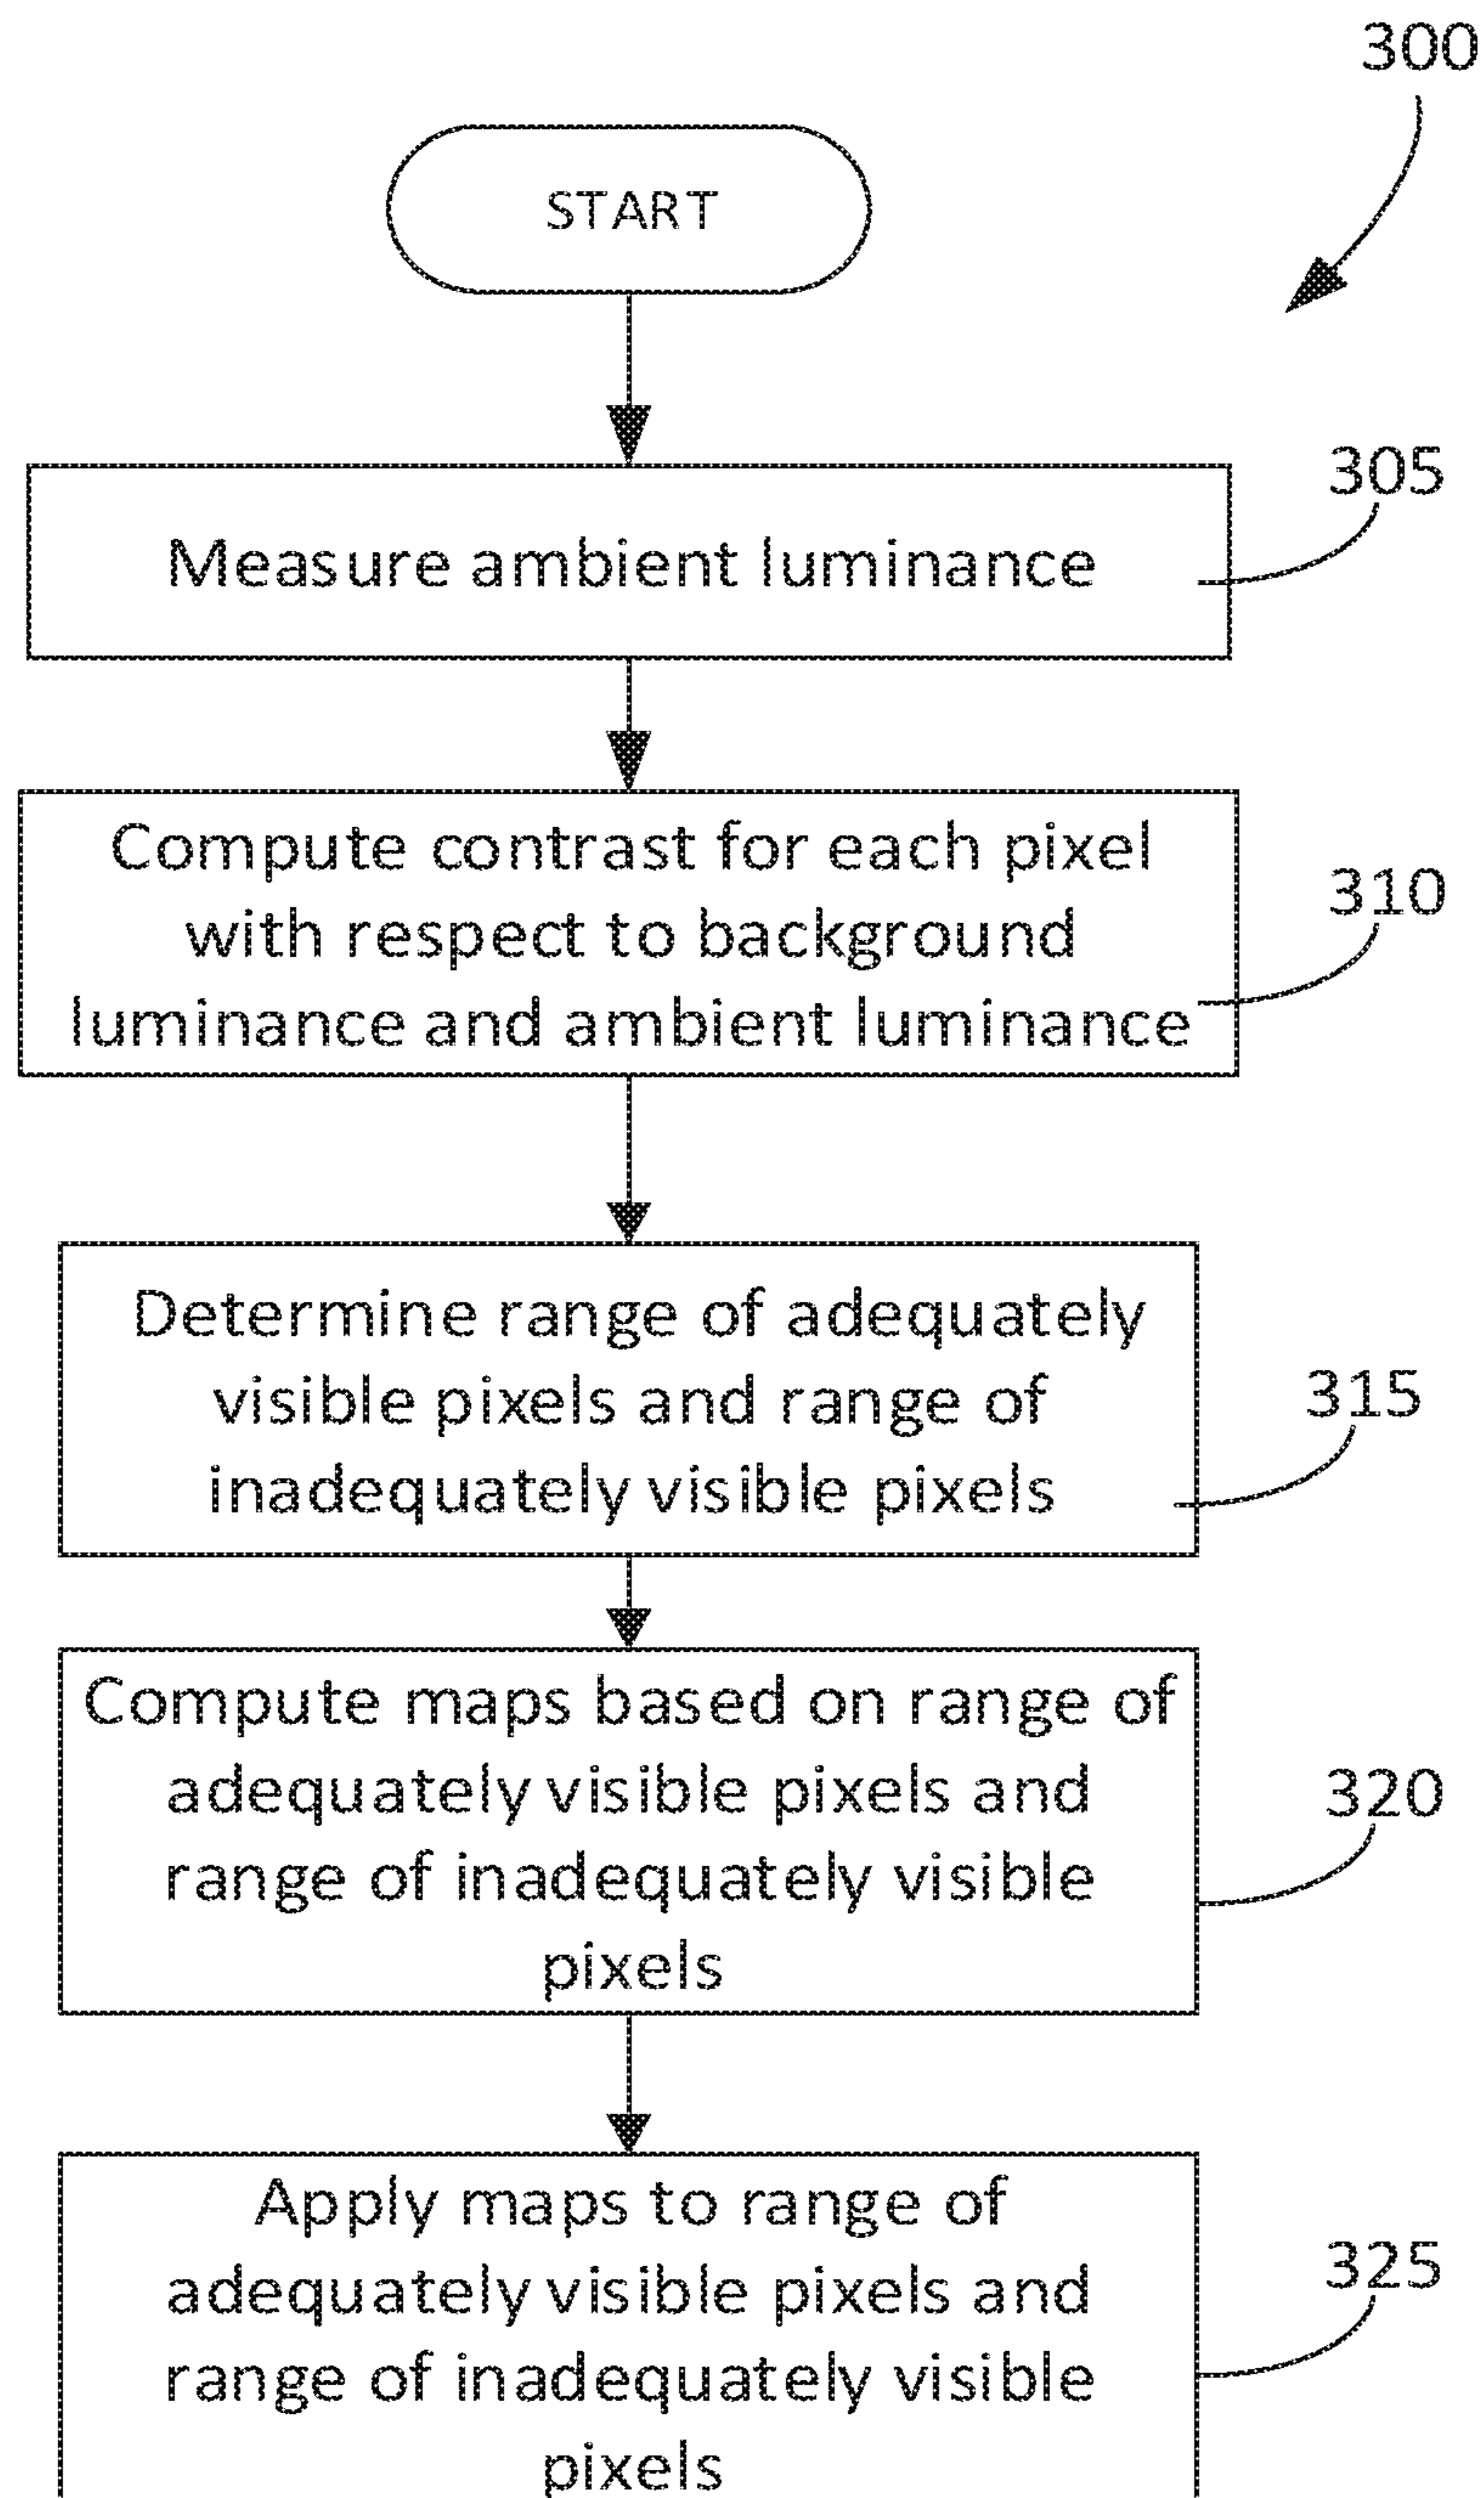 300
START
305
Measure ambient luminance
Compute contrast for each pixel
with respect to background
luminance and ambient luminance
310
Determine range of adequately
visible pixels and range of
inadequately visible pixels
315
Compute maps based on range of
adequately visible pixels and
range of inadequately visible
pixels
320
Apply maps to range of
adequately visible pixels and
range of inadequately visible
pixels
325